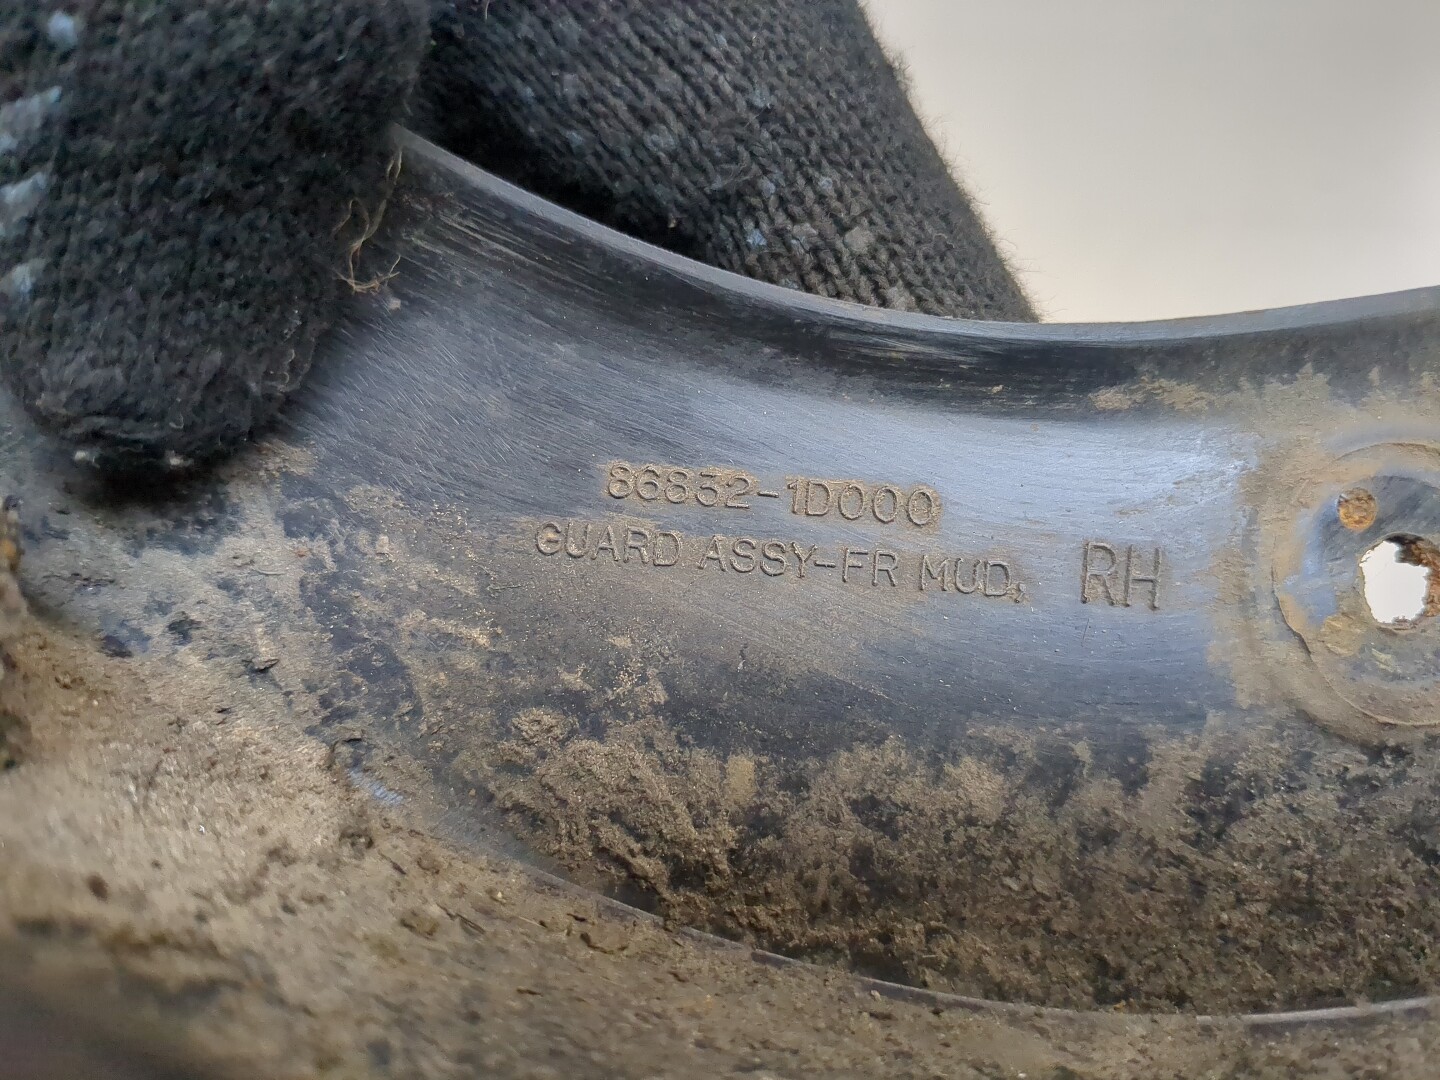 86832-1D000
GUARD ASSY-FR MUD, RH